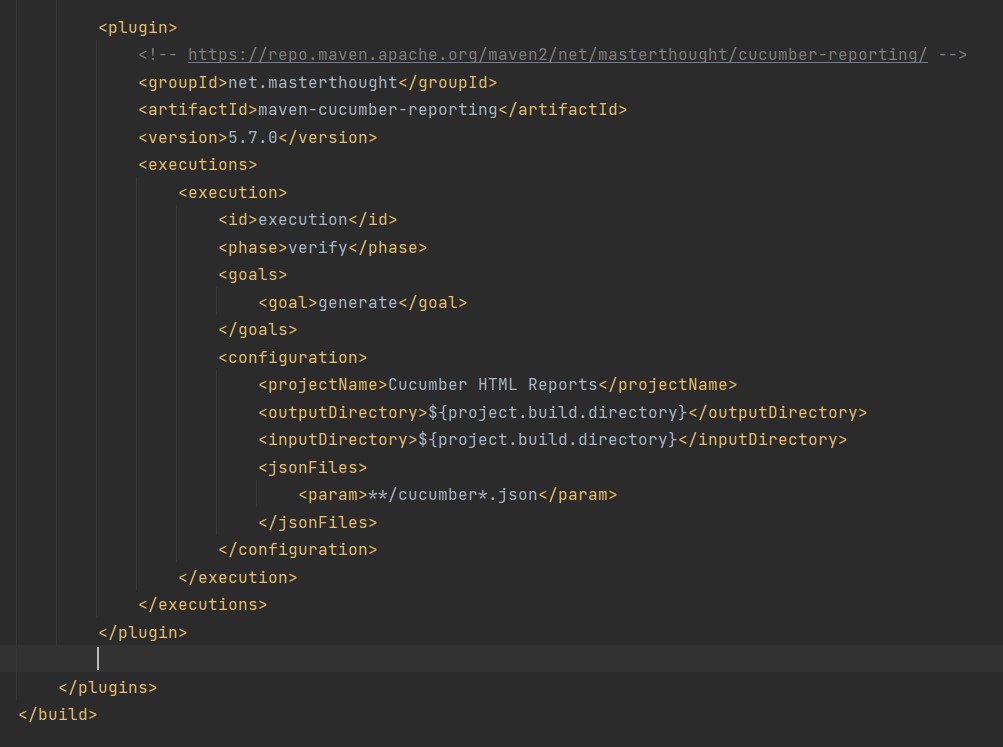 <plugin>
<!-- https://repo.maven.apache.org/maven2/net/masterthought/cucumber-reporting/ -->
<groupId>net.masterthought</groupId>
<artifactId>maven-cucumber-reporting</artifactId>
<version>5.7.0</version>
<executions>
<execution>
<id>execution</id>
<phase>verify</phase>
<goals>
<goal>generate</goal>
</goals>
<configuration>
<projectName>Cucumber HTML Reports</projectName>
<outputDirectory>${project.build.directory}</outputDirectory>
<inputDirectory>${project.build.directory}</inputDirectory>
<jsonFiles>
<param>**/cucumber*.json</param>
</jsonFiles>
</configuration>
</execution>
</executions>
</plugin>
</plugins>
</build>